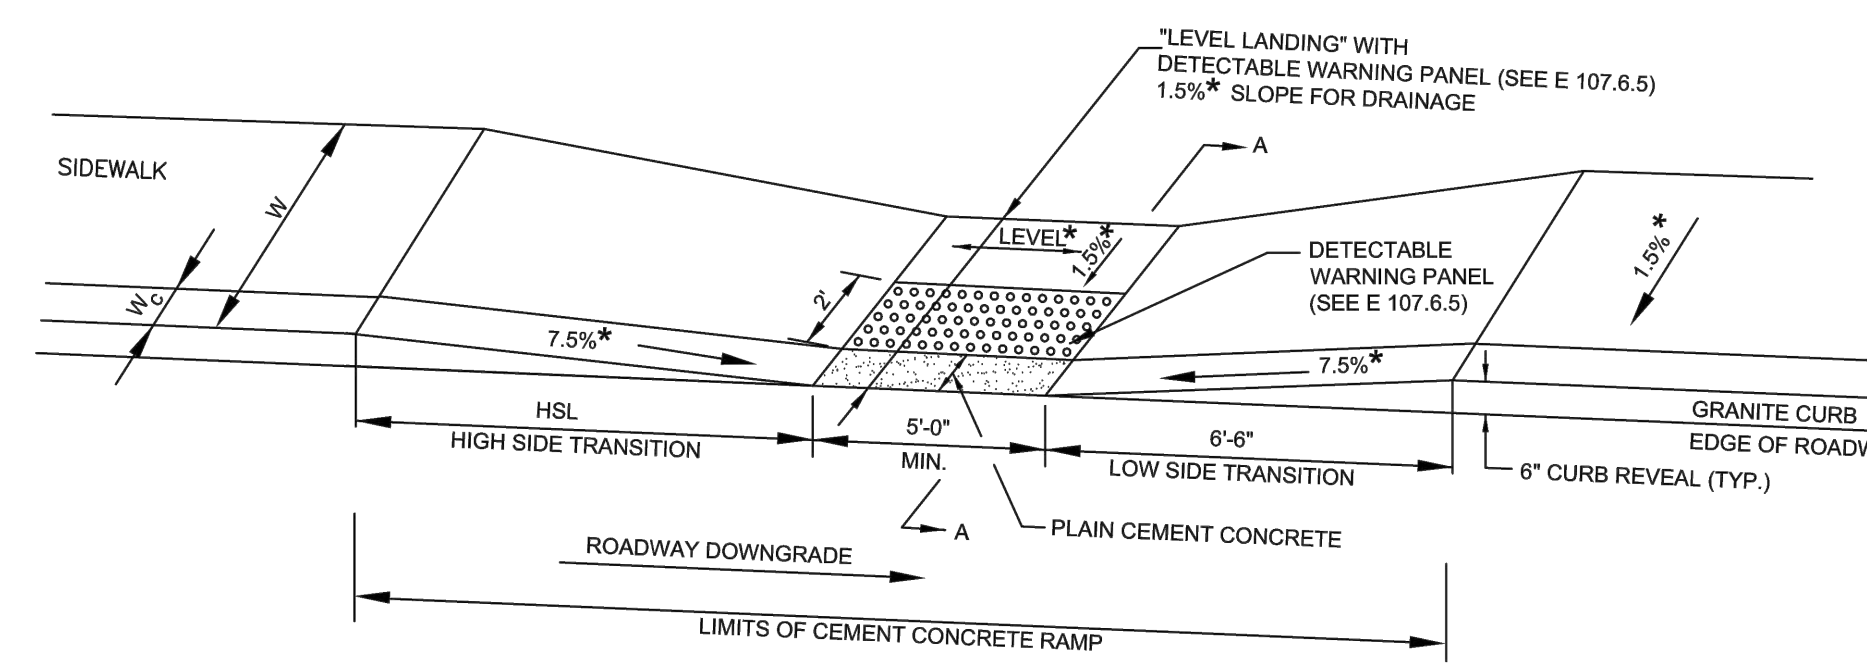 "LEVEL LANDING" WITH
DETECTABLE WARNING PANEL (SEE E 107.6.5)
1.5%* SLOPE FOR DRAINAGE
A
SIDEWALK
W
Wc
LEVEL*
1.5%*
2'
DETECTABLE
WARNING PANEL
(SEE E 107.6.5)
1.5%*
7.5%*
7.5%*
HSL
HIGH SIDE TRANSITION
5'-0"
MIN.
6'-6"
LOW SIDE TRANSITION
GRANITE CURB
EDGE OF ROADW
6" CURB REVEAL (TYP.)
A
PLAIN CEMENT CONCRETE
ROADWAY DOWNGRADE
LIMITS OF CEMENT CONCRETE RAMP